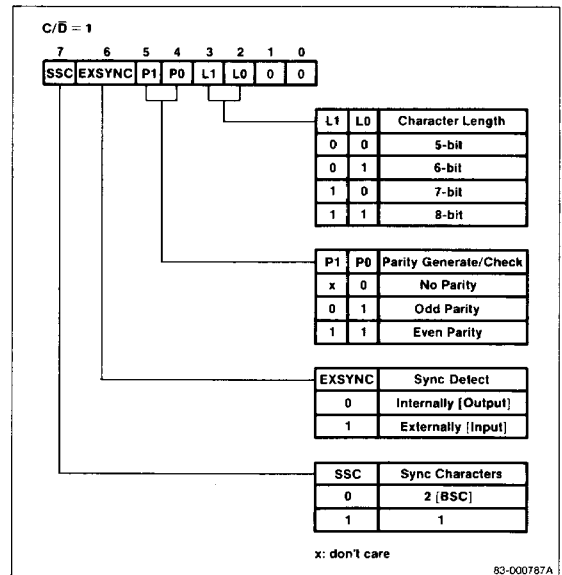 C/D̅ = 1
7 6 5 4 3 2 1 0
SSC EXSYNC P1 P0 L1 L0 0 0
L1 L0 Character Length
0 0 5-bit
0 1 6-bit
1 0 7-bit
1 1 8-bit
P1 P0 Parity Generate/Check
x 0 No Parity
0 1 Odd Parity
1 1 Even Parity
EXSYNC Sync Detect
0 Internally [Output]
1 Externally [Input]
SSC Sync Characters
0 2 [BSC]
1 1
x: don't care
83-000787A